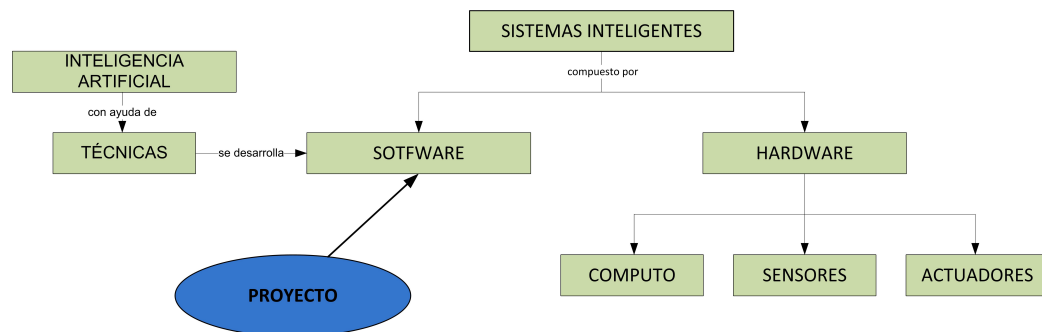 SISTEMAS INTELIGENTES
INTELIGENCIA
ARTIFICIAL
compuesto por
con ayuda de
TÉCNICAS
se desarrolla
SOTFWARE
HARDWARE
COMPUTO
SENSORES
ACTUADORES
PROYECTO